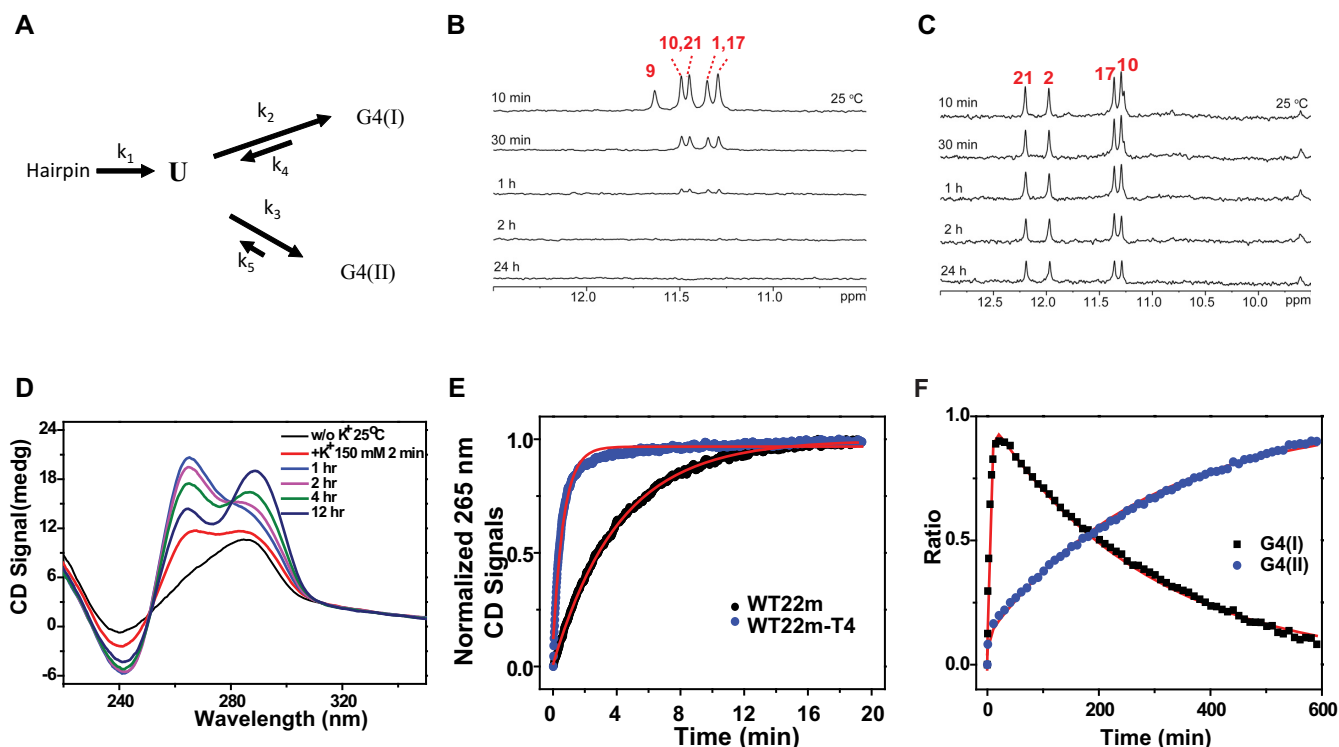 A
Hairpin
k1
U
k2
G4(I)
k4
k3
k5
G4(II)
B
10,21
1,17
9
10 min
25 °C
30 min
1 h
2 h
24 h
12.0
11.5
11.0
ppm
C
21
2
17
10
10 min
25 °C
30 min
1 h
2 h
24 h
12.5
12.0
11.5
11.0
10.5
10.0
ppm
D
CD Signal(medg)
30
24
18
12
6
0
-6
w/o K+ 25°C
+K+ 150 mM 2 min
1 hr
2 hr
4 hr
12 hr
240
280
320
Wavelength (nm)
E
Normalized 265 nm
CD Signals
1.0
0.5
0.0
WT22m
WT22m-T4
0
4
8
12
16
20
Time (min)
F
Ratio
1.0
0.5
0.0
G4(I)
G4(II)
0
200
400
600
Time (min)